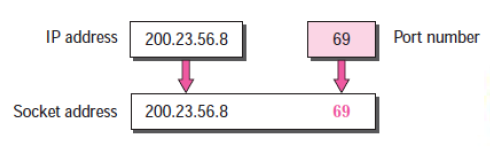 IP address 200.23.56.8 69 Port number
Socket address 200.23.56.8 69